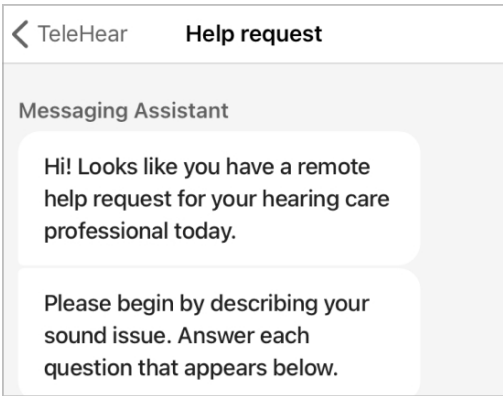 TeleHear Help request
Messaging Assistant
Hi! Looks like you have a remote
help request for your hearing care
professional today.
Please begin by describing your
sound issue. Answer each
question that appears below.